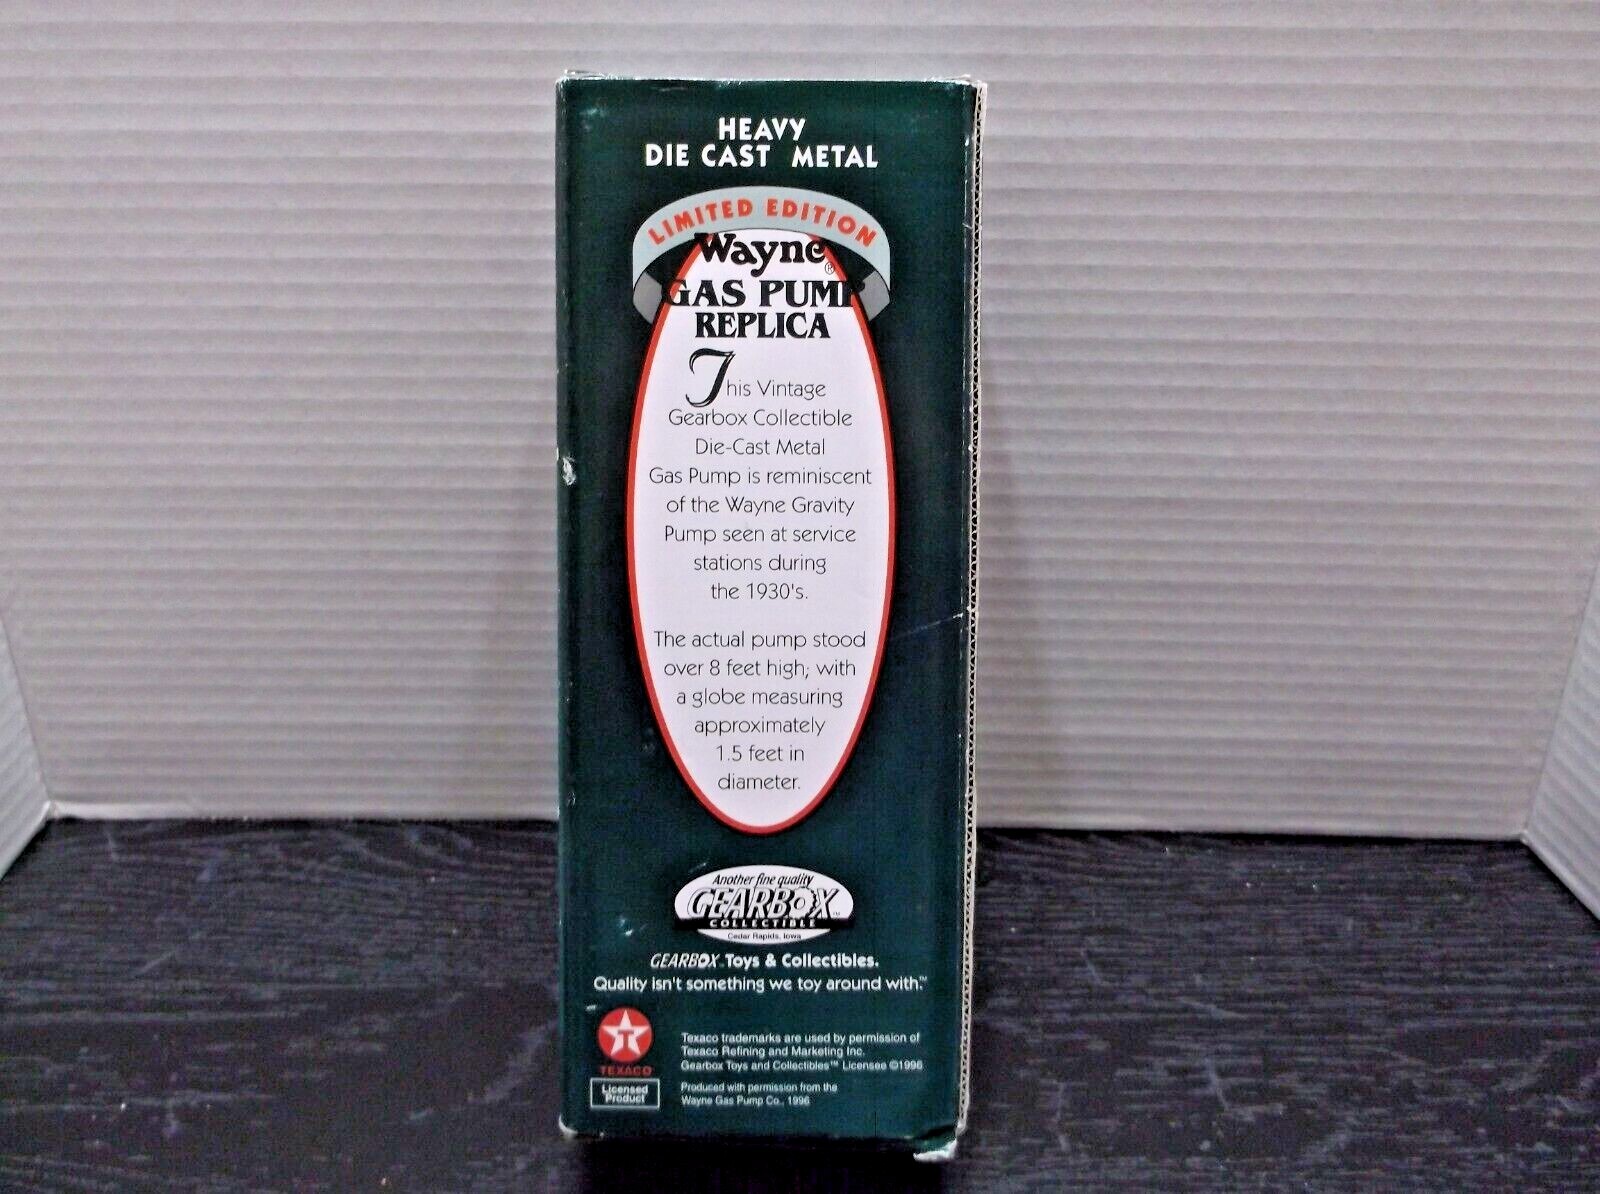 HEAVY
DIE CAST METAL
LIMITED EDITION
Wayne®
GAS PUMP
REPLICA
This Vintage
Gearbox Collectible
Die-Cast Metal
Gas Pump is reminiscent
of the Wayne Gravity
Pump seen at service
stations during
the 1930's.
The actual pump stood
over 8 feet high; with
a globe measuring
approximately
1.5 feet in
diameter.
Another fine quality
GEARBOX™
COLLECTIBLE
Cedar Rapids, Iowa
GEARBOX™ Toys & Collectibles.
Quality isn't something we toy around with.™
T
TEXACO
Licensed
Product
Texaco trademarks are used by permission of
Texaco Refining and Marketing Inc.
Gearbox Toys and Collectibles™ Licensee ©1996
Produced with permission from the
Wayne Gas Pump Co., 1996